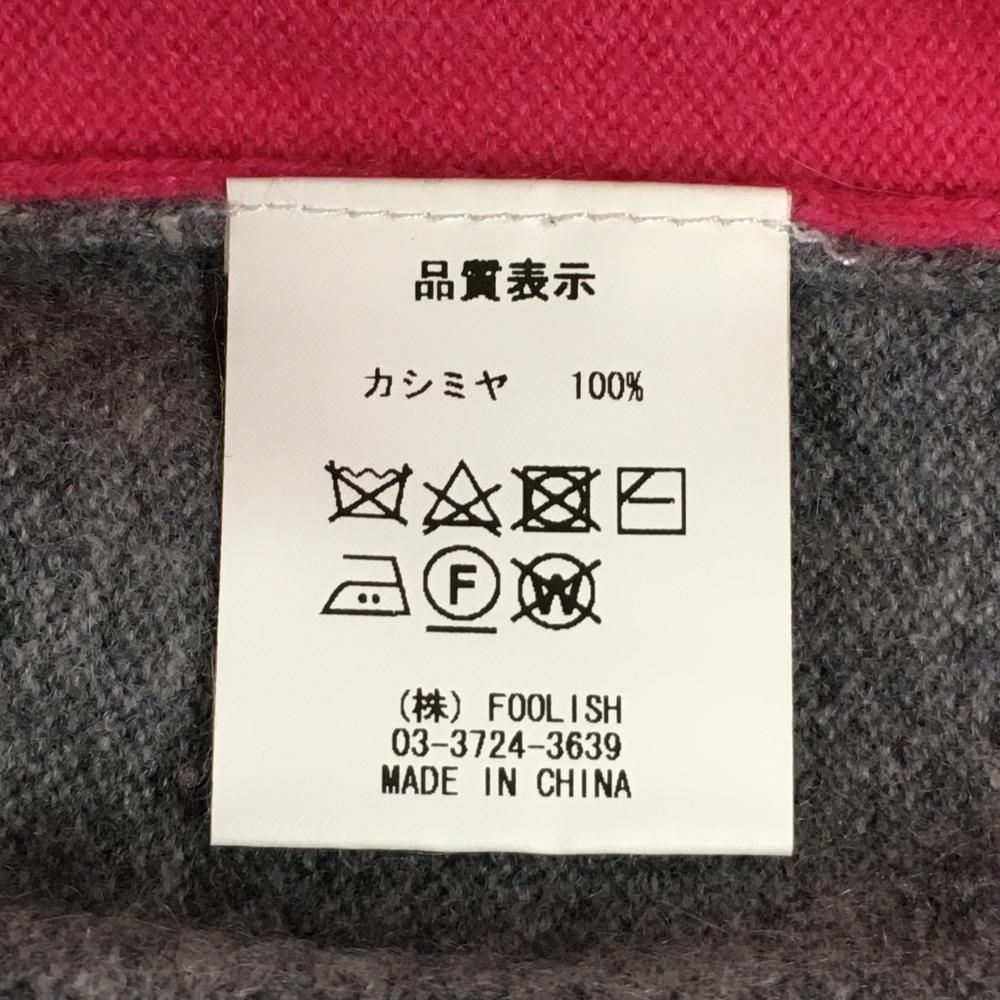 品質表示
カシミヤ 100%
F W
(株) FOOLISH
03-3724-3639
MADE IN CHINA